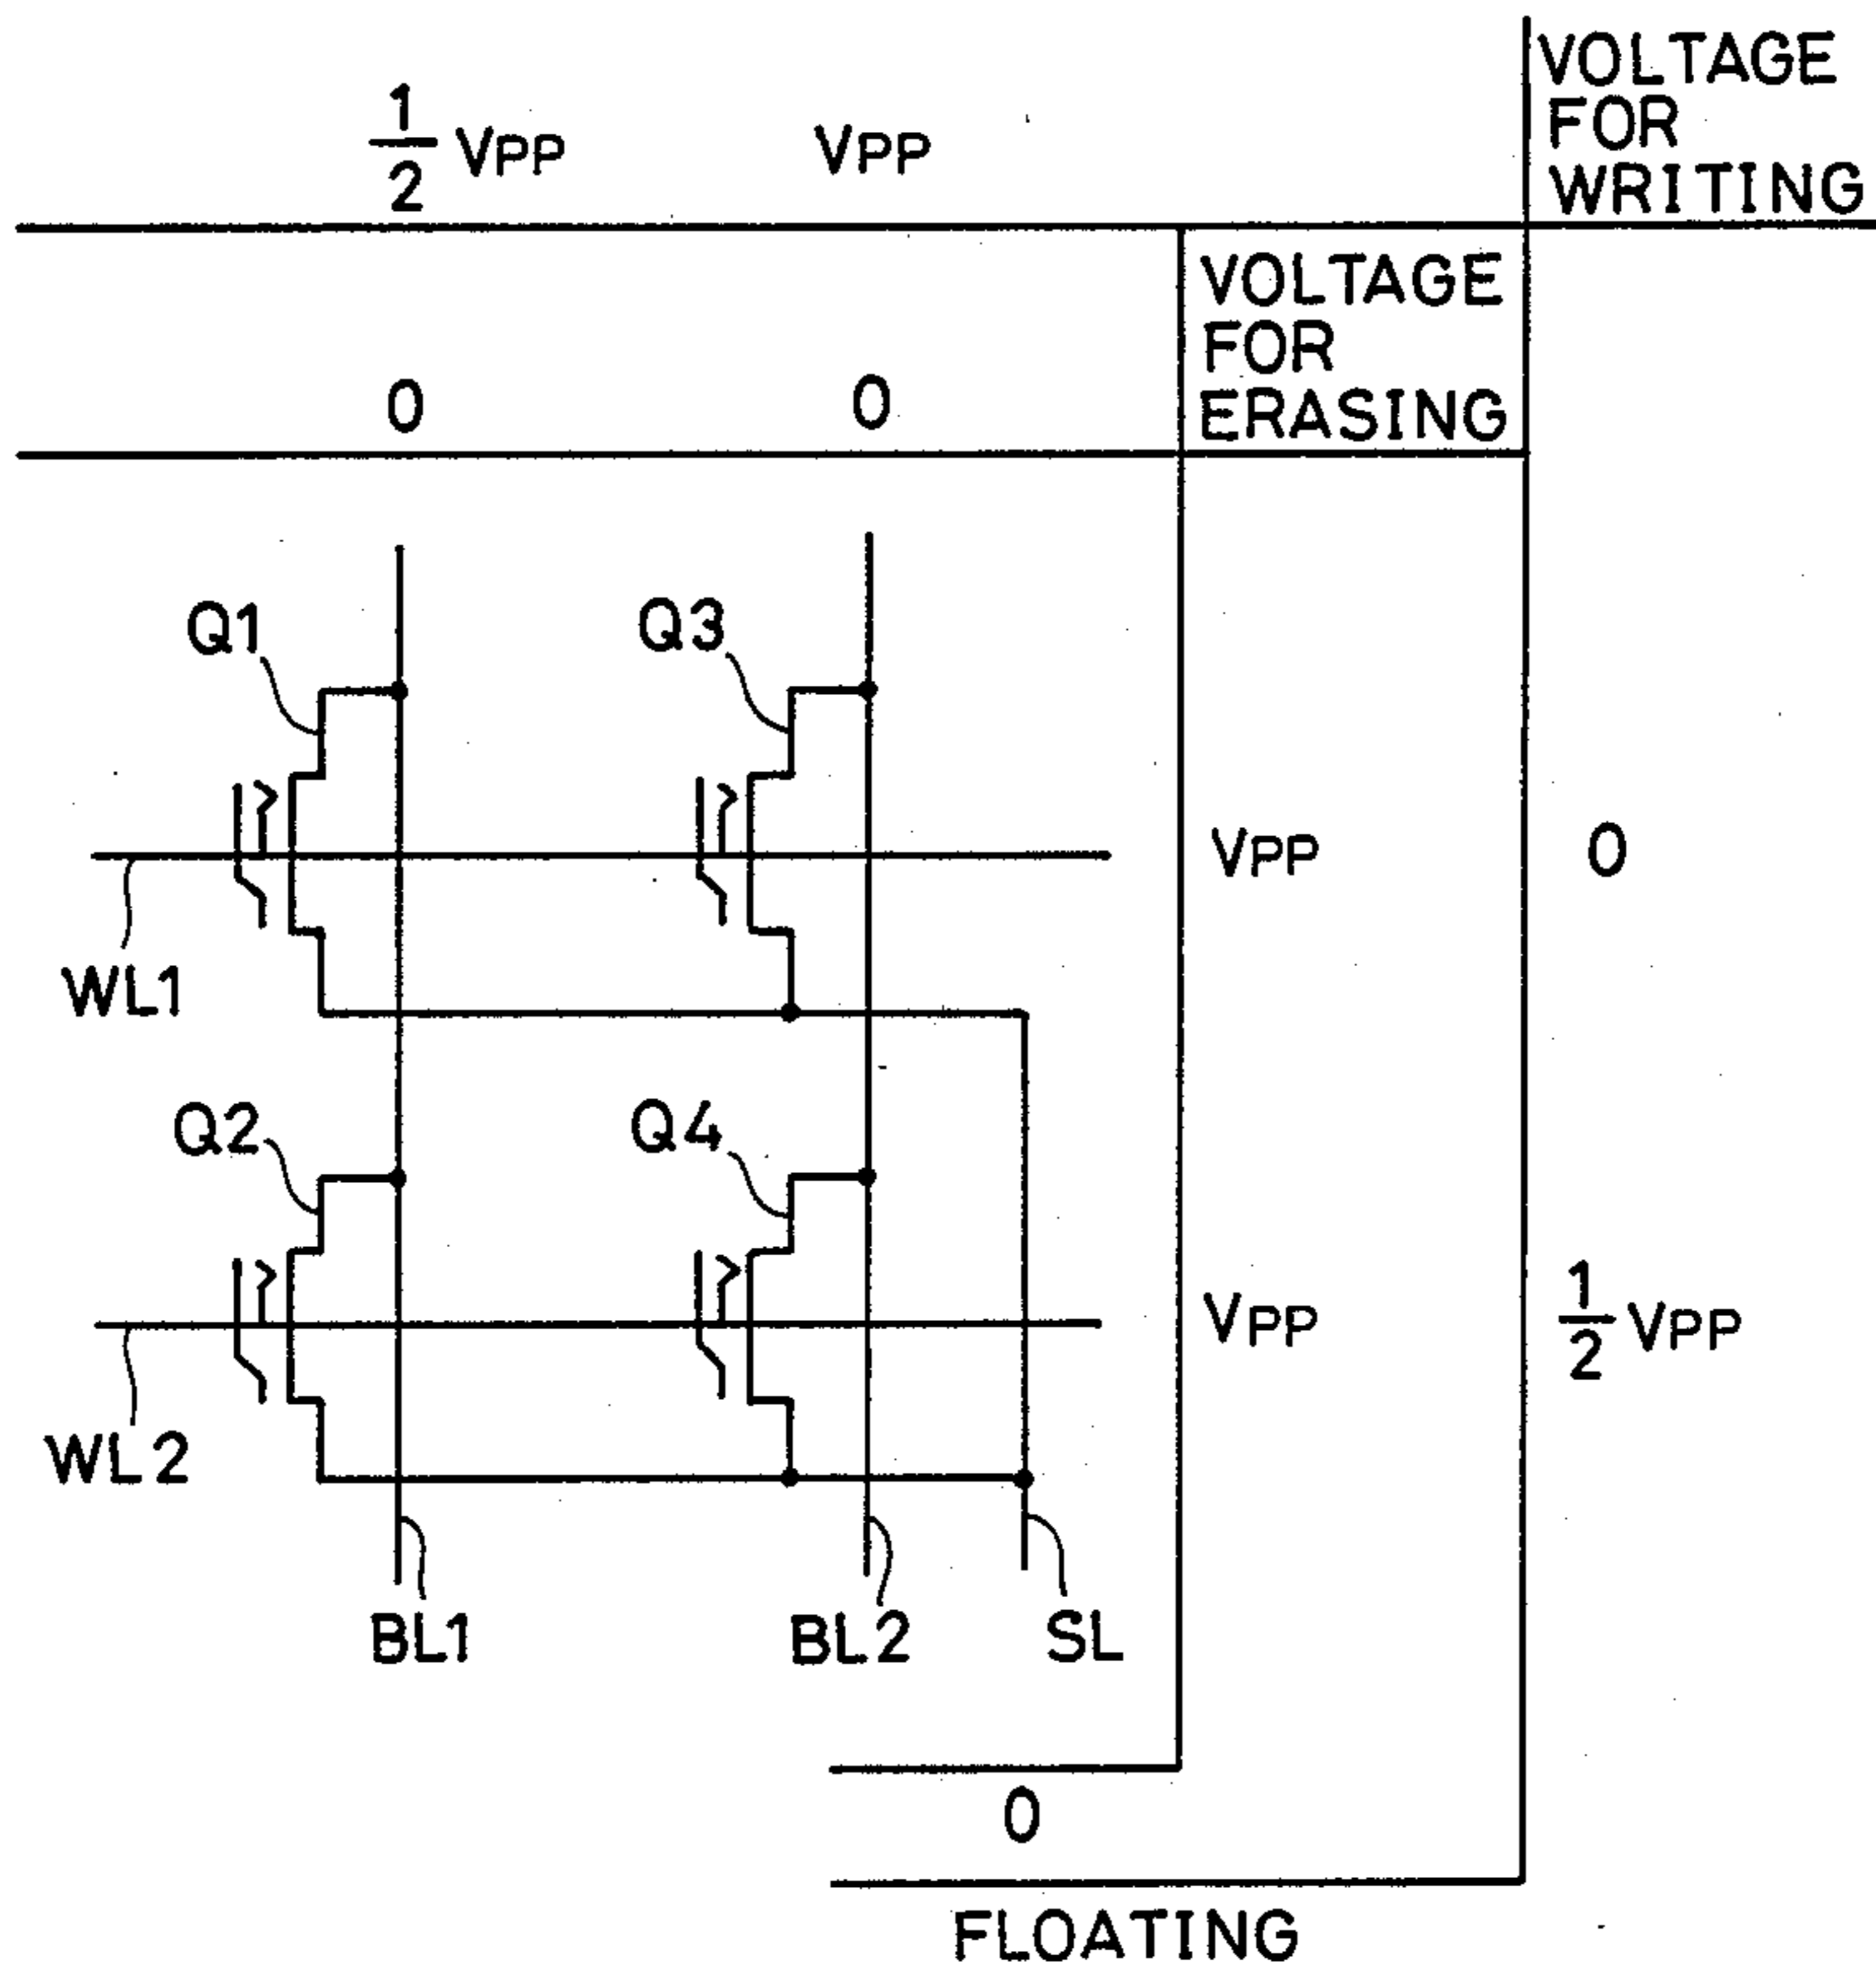 1/2 VPP VPP VOLTAGE
FOR
WRITING
0 0 VOLTAGE
FOR
ERASING
Q1 Q3
VPP 0
WL1
Q2 Q4
VPP 1/2 VPP
WL2
BL1 BL2 SL
0
FLOATING